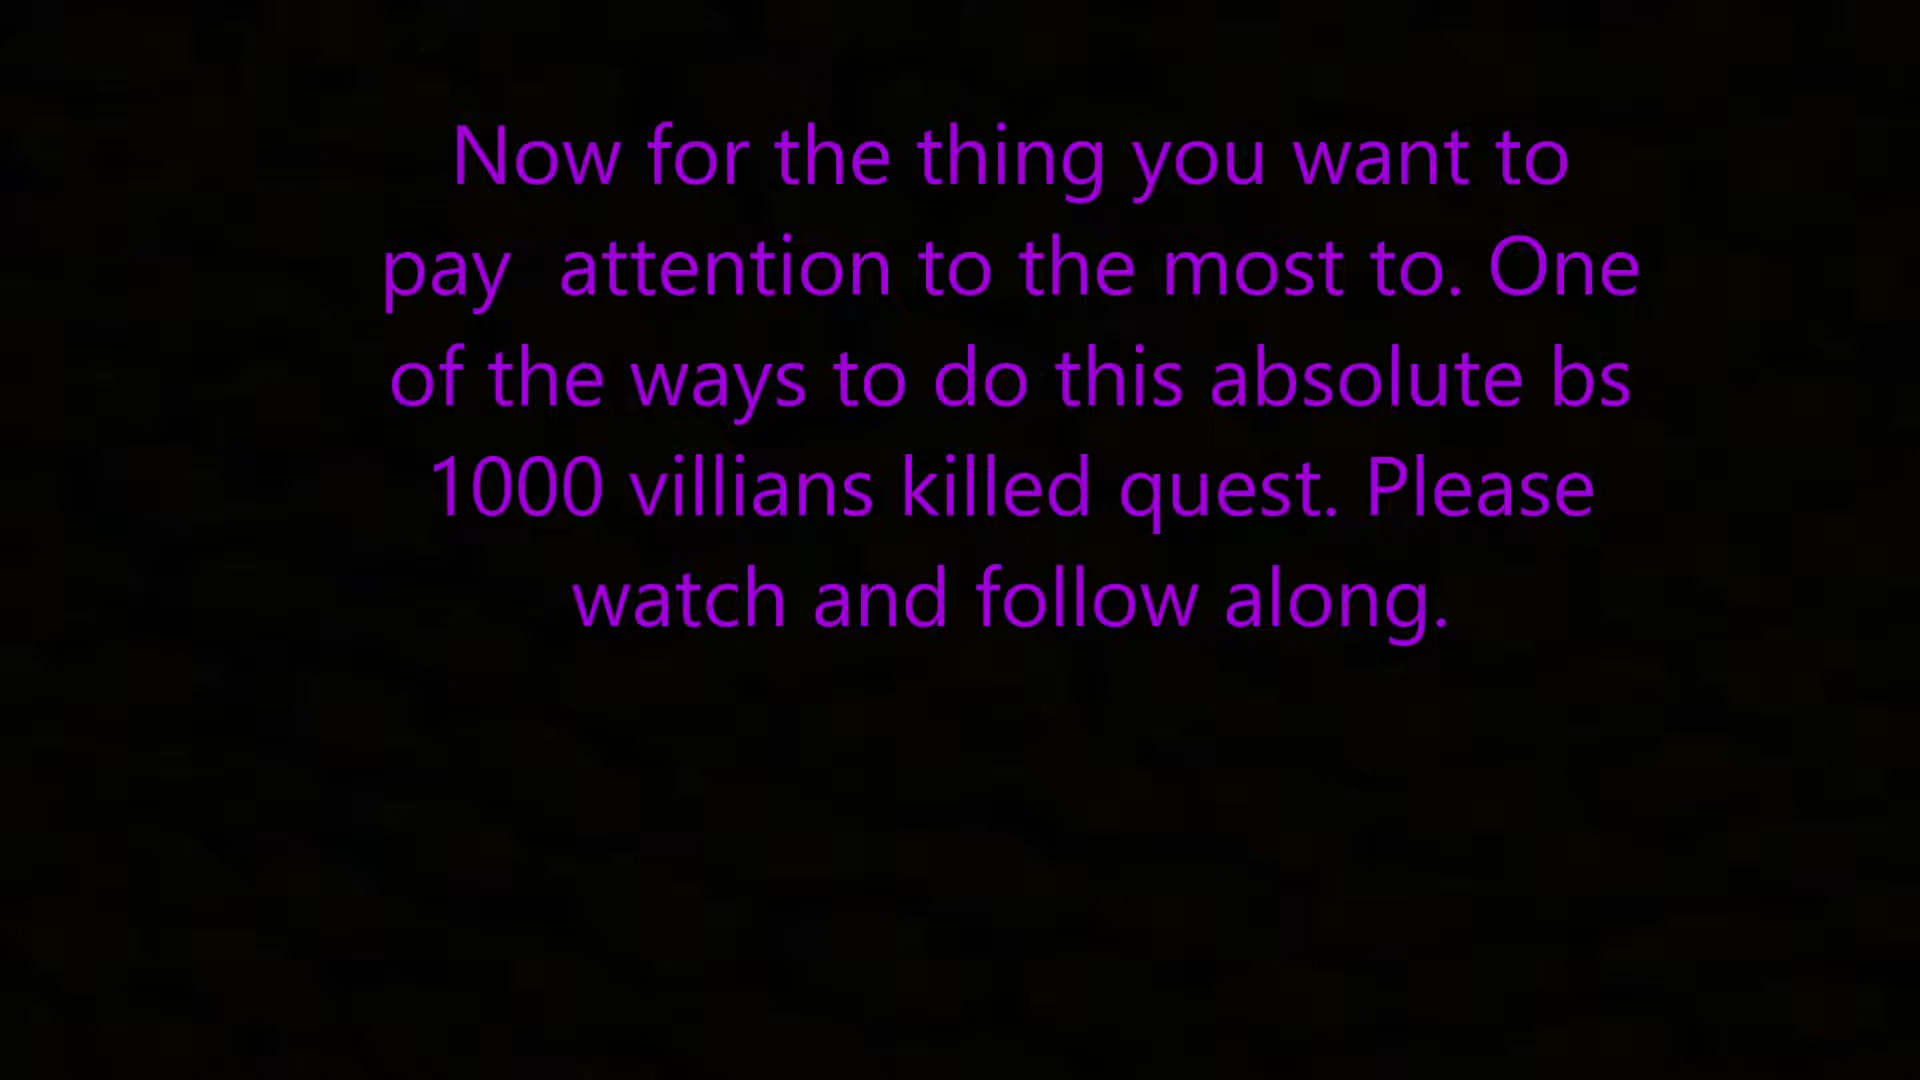 Now for the thing you want to
pay  attention to the most to. One
of the ways to do this absolute bs
1000 villians killed quest. Please
watch and follow along.